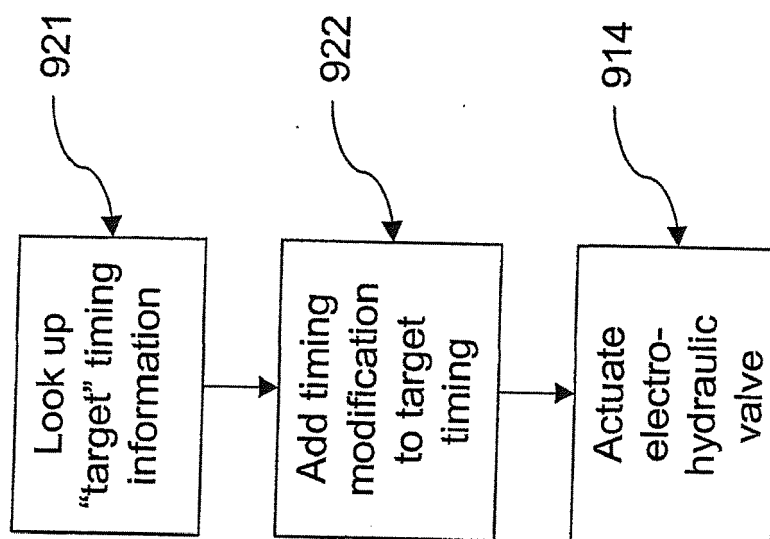 Look up
“target” timing
information
921
Add timing
modification
to target
timing
922
Actuate
electro-
hydraulic
valve
914